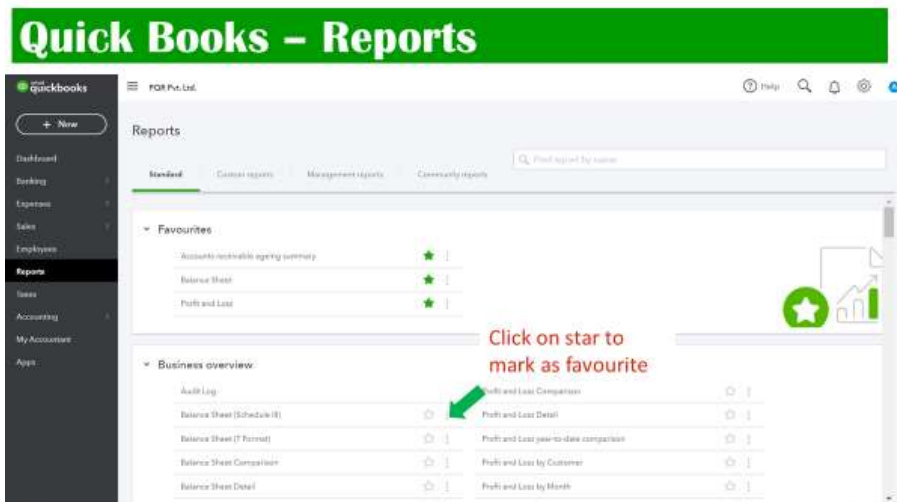 Quick Books – Reports
quickbooks
FQR Pvt. Ltd.
Help
+ New
Reports
Find report by name
Standard
Custom reports
Management reports
Community reports
Dashboard
Banking
Expenses
Sales
Employees
Reports
Taxes
Accounting
My Accountant
Apps
Favourites
Accounts receivable ageing summary
Balance Sheet
Profit and Loss
Click on star to
mark as favourite
Business overview
Audit Log
Profit and Loss Comparison
Balance Sheet (Schedule III)
Profit and Loss Detail
Balance Sheet (T Format)
Profit and Loss year-to-date comparison
Balance Sheet Comparison
Profit and Loss by Customer
Balance Sheet Detail
Profit and Loss by Month